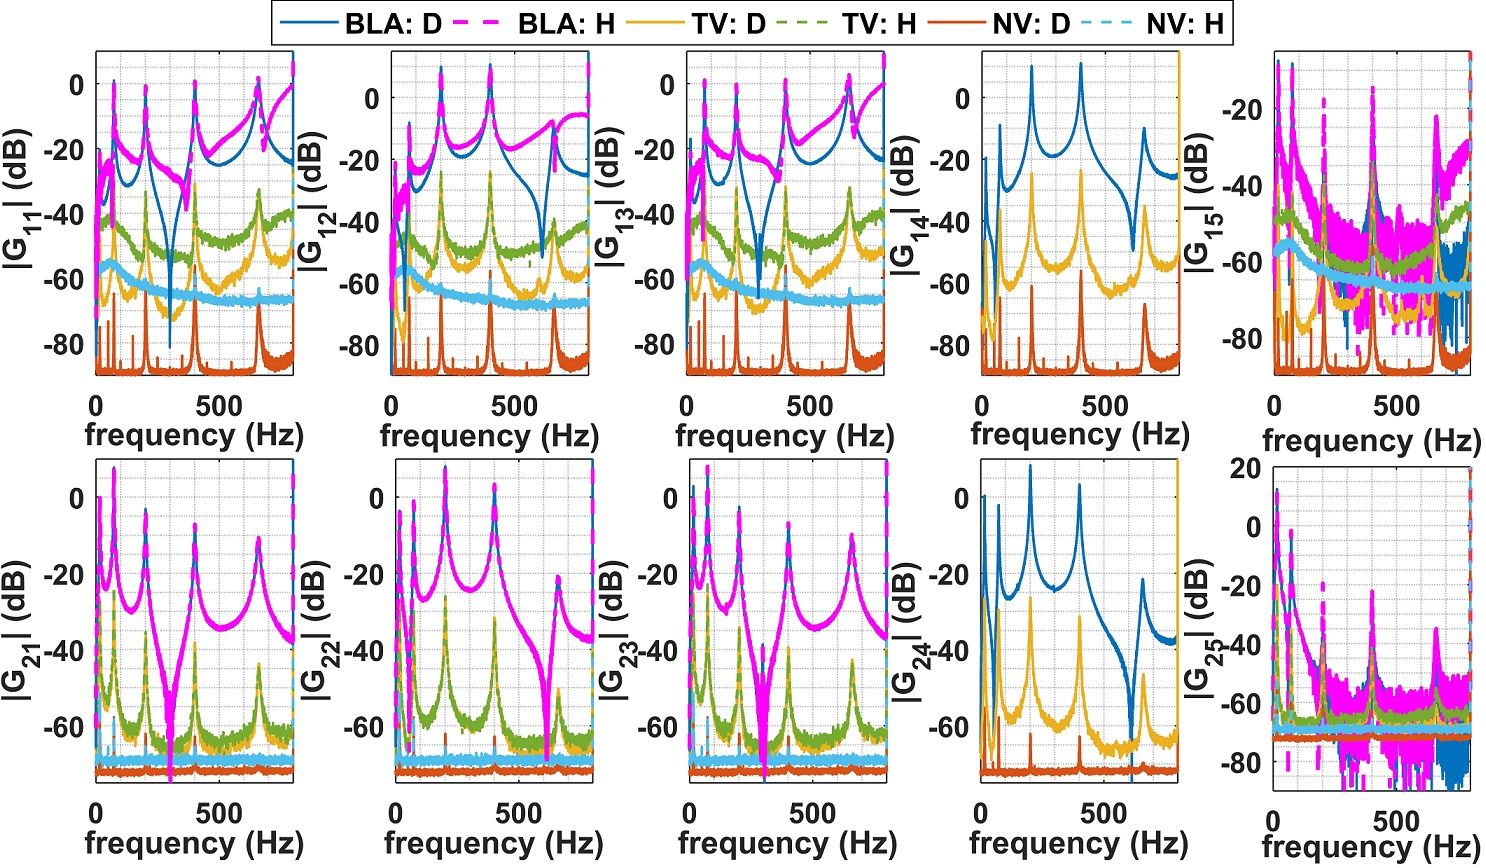 BLA: D BLA: H TV: D TV: H NV: D NV: H
|G11| (dB)
0
-20
-40
-60
-80
0 500
frequency (Hz)
|G12| (dB)
0
-20
-40
-60
-80
0 500
frequency (Hz)
|G13| (dB)
0
-20
-40
-60
-80
0 500
frequency (Hz)
|G14| (dB)
0
-20
-40
-60
-80
0 500
frequency (Hz)
|G15| (dB)
-20
-40
-60
-80
0 500
frequency (Hz)
|G21| (dB)
0
-20
-40
-60
0 500
frequency (Hz)
|G22| (dB)
0
-20
-40
-60
0 500
frequency (Hz)
|G23| (dB)
0
-20
-40
-60
0 500
frequency (Hz)
|G24| (dB)
0
-20
-40
-60
0 500
frequency (Hz)
|G25| (dB)
20
0
-20
-40
-60
-80
0 500
frequency (Hz)